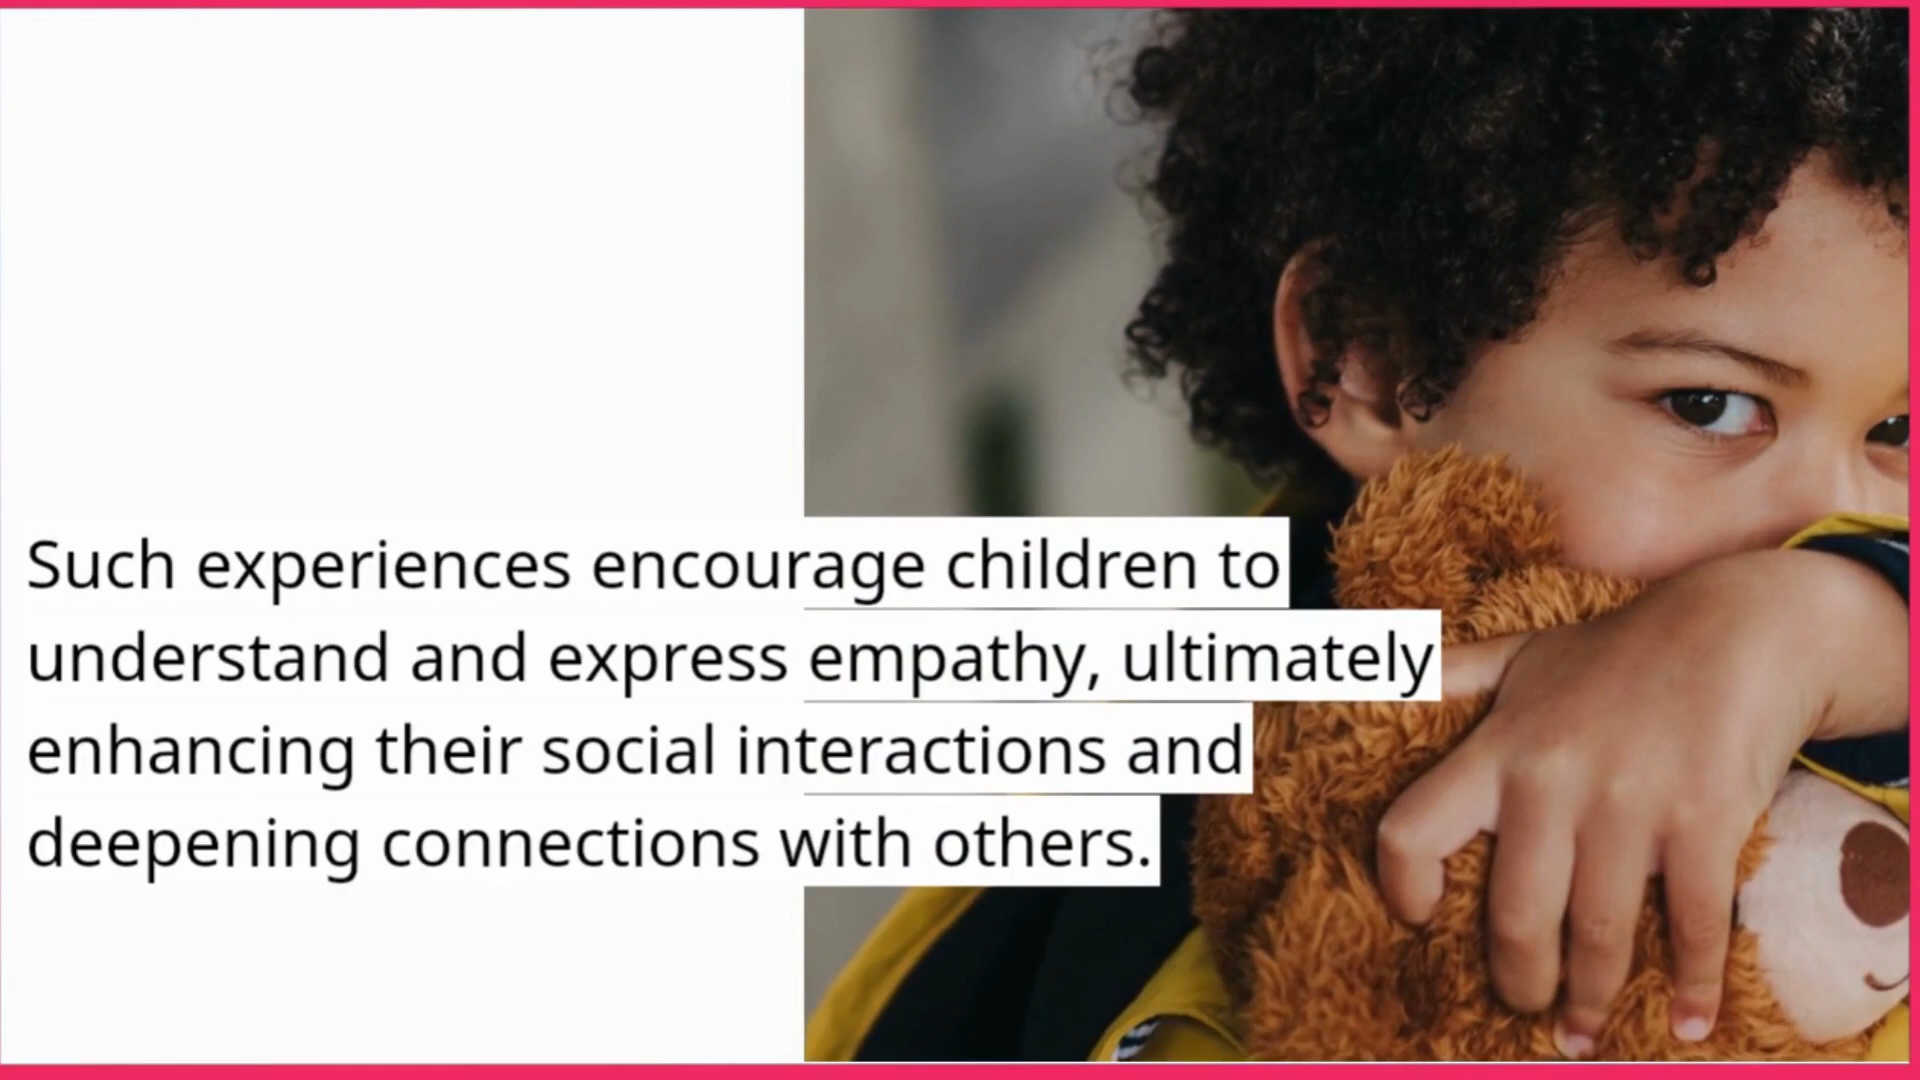 Such experiences encourage children to
understand and express empathy, ultimately
enhancing their social interactions and
deepening connections with others.